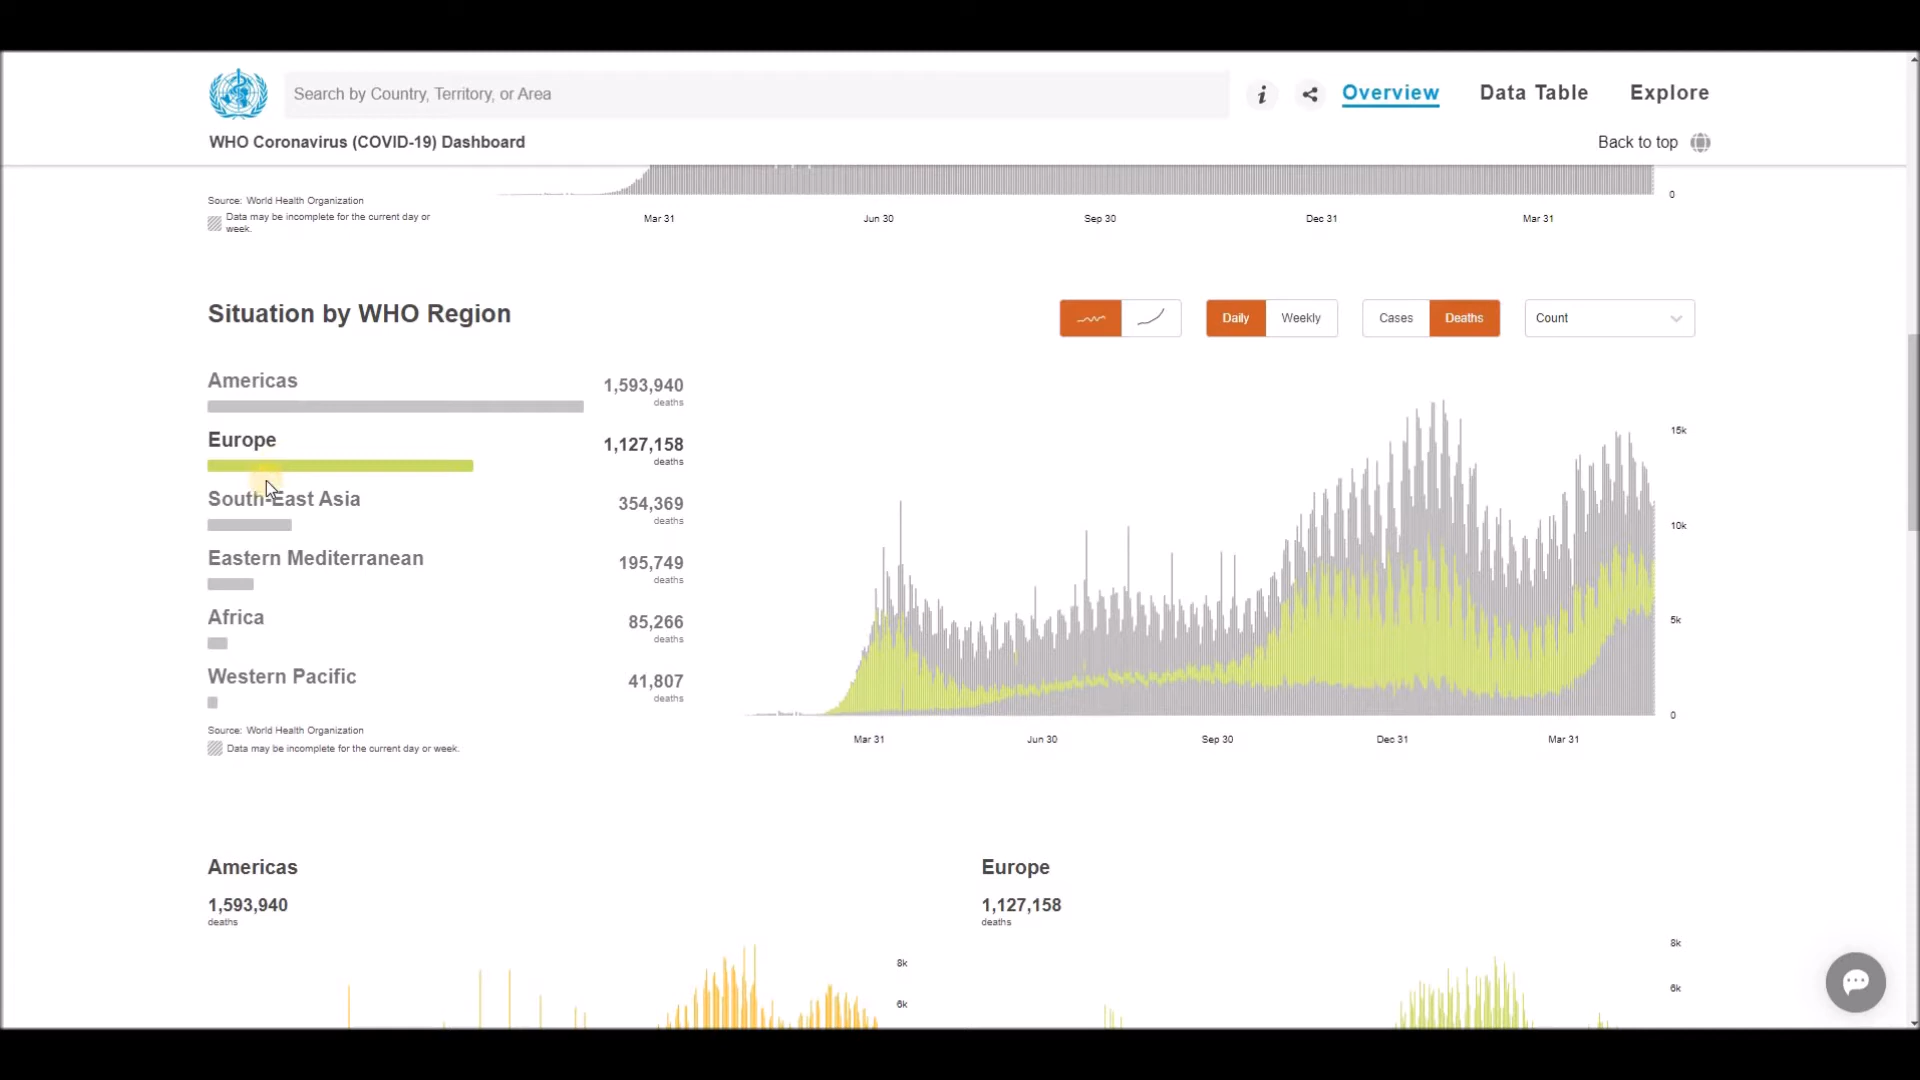 Search by Country, Territory, or Area
i
Overview
Data Table
Explore
WHO Coronavirus (COVID-19) Dashboard
Back to top
0
Source: World Health Organization
Data may be incomplete for the current day or
week.
Mar 31
Jun 30
Sep 30
Dec 31
Mar 31
Situation by WHO Region
Daily
Weekly
Cases
Deaths
Count
Americas
1,593,940
deaths
Europe
1,127,158
deaths
South-East Asia
354,369
deaths
Eastern Mediterranean
195,749
deaths
Africa
85,266
deaths
Western Pacific
41,807
deaths
Source: World Health Organization
Data may be incomplete for the current day or week.
15k
10k
5k
0
Mar 31
Jun 30
Sep 30
Dec 31
Mar 31
Americas
1,593,940
deaths
8k
6k
Europe
1,127,158
deaths
8k
6k